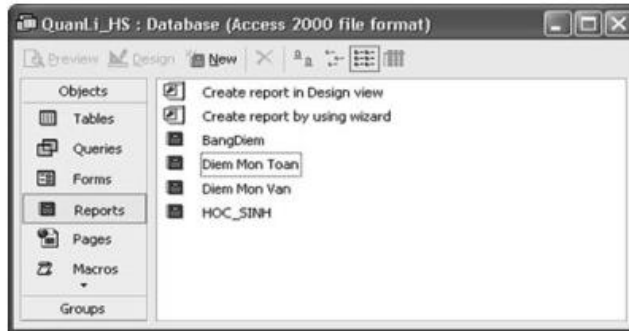 QuanLi_HS : Database (Access 2000 file format)
Preview Design New
Objects
Tables
Queries
Forms
Reports
Pages
Macros
Groups
Create report in Design view
Create report by using wizard
BangDiem
Diem Mon Toan
Diem Mon Van
HOC_SINH